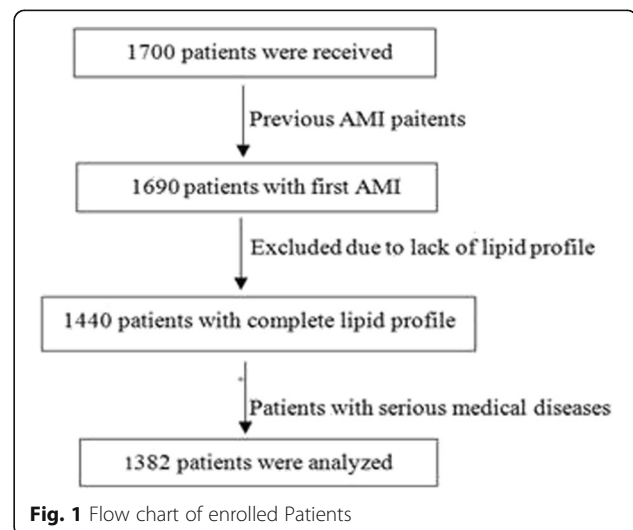 1700 patients were received
Previous AMI paitents
1690 patients with first AMI
Excluded due to lack of lipid profile
1440 patients with complete lipid profile
Patients with serious medical diseases
1382 patients were analyzed
Fig. 1 Flow chart of enrolled Patients